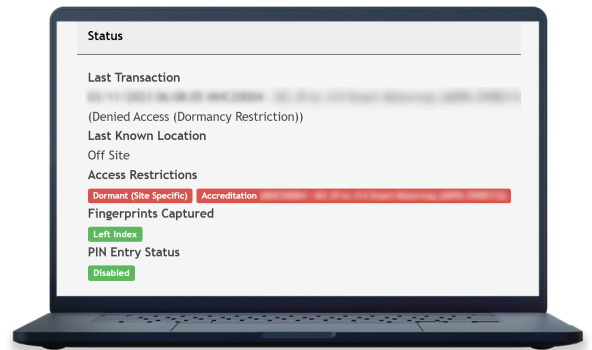 Status
Last Transaction
(Denied Access (Dormancy Restriction))
Last Known Location
Off Site
Access Restrictions
Dormant (Site Specific) Accreditation
Fingerprints Captured
Left Index
PIN Entry Status
Disabled